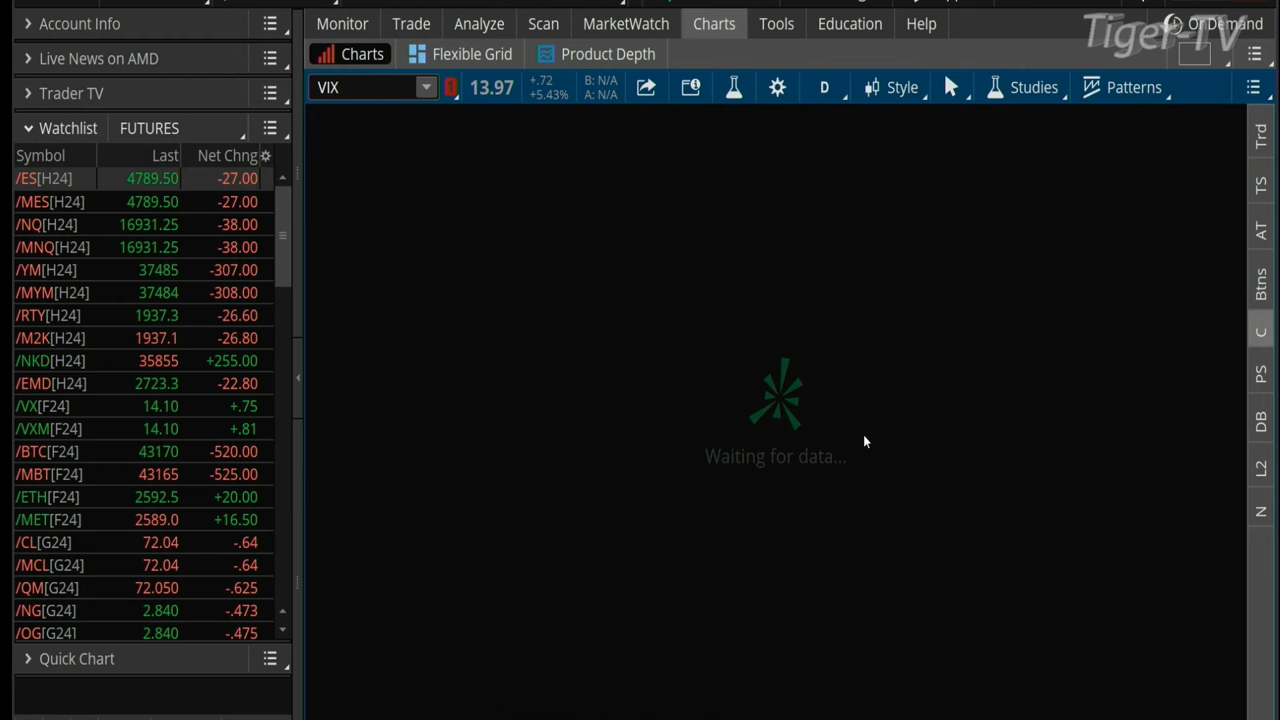 Account Info
Monitor Trade Analyze Scan MarketWatch Charts Tools Education Help OnDemand
Tiger-TV
Live News on AMD
Charts Flexible Grid Product Depth
Trader TV
VIX 1 13.97 +.72 +5.43% B: N/A A: N/A D Style Studies Patterns
Watchlist FUTURES
Symbol Last Net Chng
/ES[H24] 4789.50 -27.00
/MES[H24] 4789.50 -27.00
/NQ[H24] 16931.25 -38.00
/MNQ[H24] 16931.25 -38.00
/YM[H24] 37485 -307.00
/MYM[H24] 37484 -308.00
/RTY[H24] 1937.3 -26.60
/M2K[H24] 1937.1 -26.80
/NKD[H24] 35855 +255.00
/EMD[H24] 2723.3 -22.80
/VX[F24] 14.10 +.75
/VXM[F24] 14.10 +.81
/BTC[F24] 43170 -520.00
/MBT[F24] 43165 -525.00
/ETH[F24] 2592.5 +20.00
/MET[F24] 2589.0 +16.50
/CL[G24] 72.04 -.64
/MCL[G24] 72.04 -.64
/QM[G24] 72.050 -.625
/NG[G24] 2.840 -.473
/OG[G24] 2.840 -.475
Quick Chart
Waiting for data...
Trd
TS
AT
Btns
C
PS
DB
L2
N